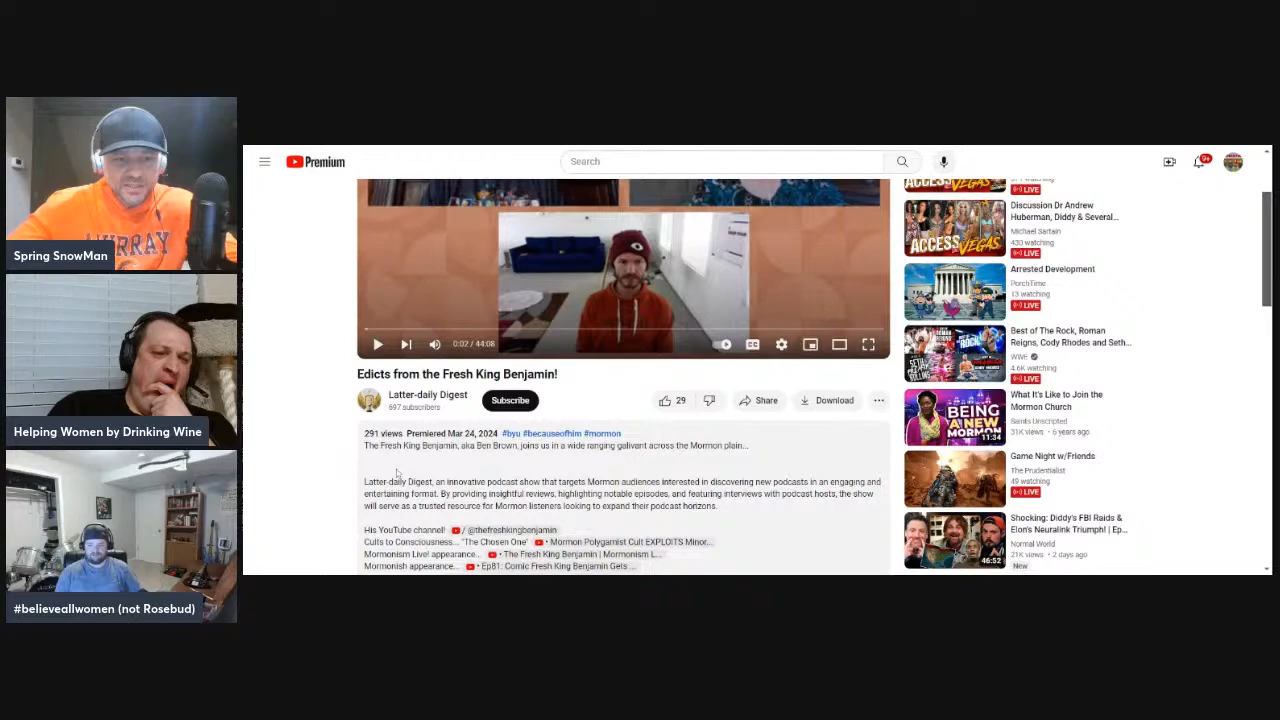 Spring SnowMan
Helping Women by Drinking Wine
#believeallwomen (not Rosebud)
MURRAY
Premium
Search
9+
0:02 / 44:08
Edicts from the Fresh King Benjamin!
Latter-daily Digest
697 subscribers
Subscribe
29
Share
Download
291 views Premiered Mar 24, 2024 #byu #becauseofhim #mormon
The Fresh King Benjamin, aka Ben Brown, joins us in a wide ranging galivant across the Mormon plain...
Latter-daily Digest, an innovative podcast show that targets Mormon audiences interested in discovering new podcasts in an engaging and
entertaining format. By providing insightful reviews, highlighting notable episodes, and featuring interviews with podcast hosts, the show
will serve as a trusted resource for Mormon listeners looking to expand their podcast horizons.
His YouTube channel! / @thefreshkingbenjamin
Cults to Consciousness... "The Chosen One" • Mormon Polygamist Cult EXPLOITS Minor...
Mormonism Live! appearance... • The Fresh King Benjamin | Mormonism L...
Mormonish appearance... • Ep81: Comic Fresh King Benjamin Gets ...
ACCESS VEGAS
LIVE
ACCESS VEGAS
Discussion Dr Andrew
Huberman, Diddy & Several...
Michael Sartain
430 watching
LIVE
Arrested Development
PorchTime
13 watching
LIVE
Best of The Rock, Roman
Reigns, Cody Rhodes and Seth...
WWE
4.6K watching
LIVE
BEING
A NEW
MORMON
11:34
What It's Like to Join the
Mormon Church
Saints Unscripted
31K views • 6 years ago
Game Night w/Friends
The Prudentialist
49 watching
LIVE
46:52
Shocking: Diddy's FBI Raids &
Elon's Neuralink Triumph! | Ep...
Normal World
21K views • 2 days ago
New